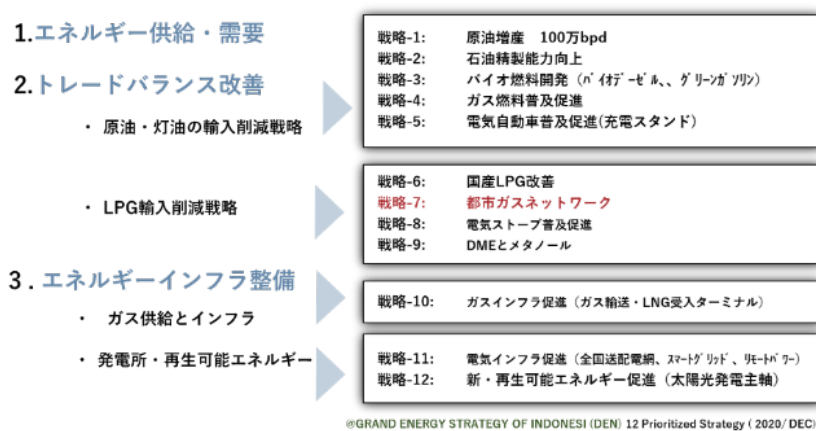 1.エネルギー供給・需要
2.トレードバランス改善
・ 原油・灯油の輸入削減戦略
戦略-1: 原油増産 100万bpd
戦略-2: 石油精製能力向上
戦略-3: バイオ燃料開発（ﾊﾞｲｵﾃﾞｰｾﾞﾙ、、ｸﾞﾘｰﾝｶﾞｿﾘﾝ）
戦略-4: ガス燃料普及促進
戦略-5: 電気自動車普及促進(充電スタンド）
・ LPG輸入削減戦略
戦略-6: 国産LPG改善
戦略-7: 都市ガスネットワーク
戦略-8: 電気ストーブ普及促進
戦略-9: DMEとメタノール
3．エネルギーインフラ整備
・ ガス供給とインフラ
戦略-10: ガスインフラ促進（ガス輸送・LNG受入ターミナル）
・ 発電所・再生可能エネルギー
戦略-11: 電気インフラ促進（全国送配電網、ｽﾏｰﾄｸﾞﾘｯﾄﾞ、ﾘﾓｰﾄﾊﾟﾜｰ）
戦略-12: 新・再生可能エネルギー促進（太陽光発電主軸）
@GRAND ENERGY STRATEGY OF INDONESI (DEN) 12 Prioritized Strategy ( 2020/ DEC)